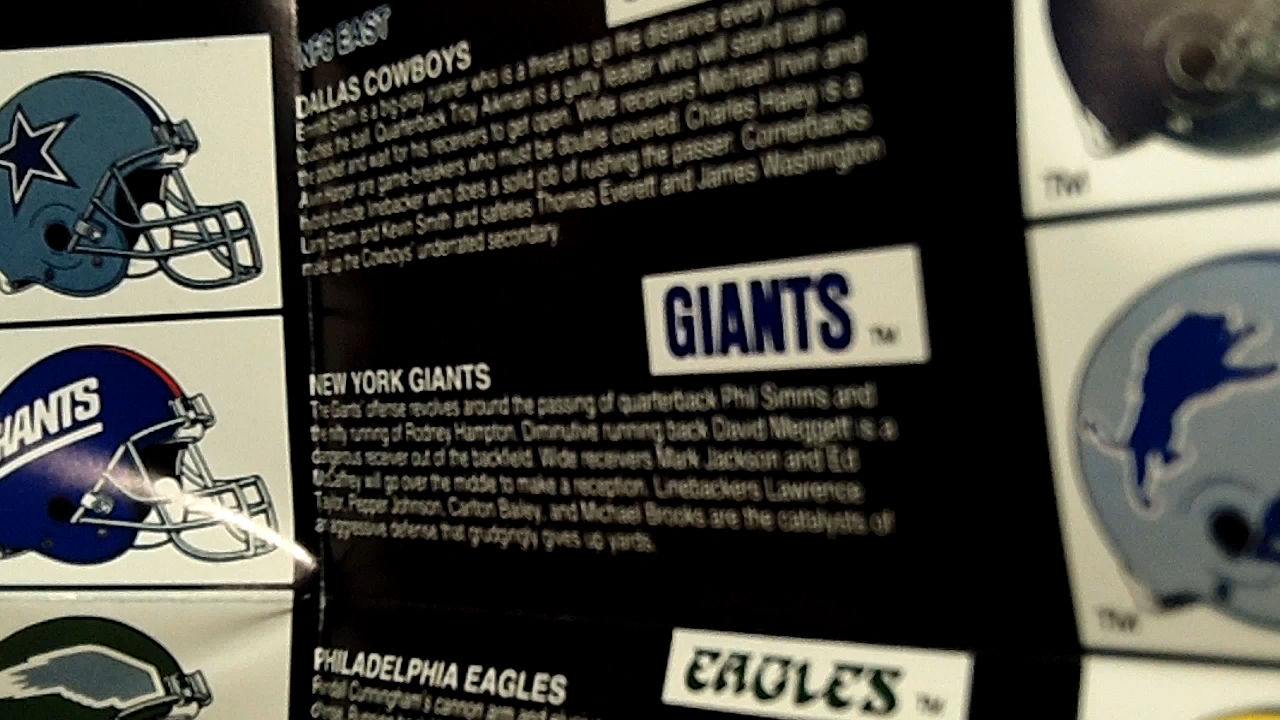 NFC EAST
DALLAS COWBOYS
Emmitt Smith is a big-play runner who is a threat to go the distance every time
touches the ball. Quarterback Troy Aikman is a gutty leader who will stand tall in
the pocket and wait for his receivers to get open. Wide receivers Michael Irvin and
Alvin Harper are game-breakers who must be double covered. Charles Haley is a
hybrid outside linebacker who does a solid job of rushing the passer. Cornerbacks
Larry Brown and Kevin Smith and safeties Thomas Everett and James Washington
make up the Cowboys' underrated secondary.
GIANTS TM
GIANTS
NEW YORK GIANTS
The Giants' offense revolves around the passing of quarterback Phil Simms and
the nifty running of Rodney Hampton. Diminutive running back David Meggett is a
dangerous receiver out of the backfield. Wide receivers Mark Jackson and Ed
McCaffrey will go over the middle to make a reception. Linebackers Lawrence
Taylor, Pepper Johnson, Carlton Bailey, and Michael Brooks are the catalysts of
an aggressive defense that grudgingly gives up yards.
EAGLES TM
PHILADELPHIA EAGLES
Randall Cunningham's cannon arm and
TM
TM